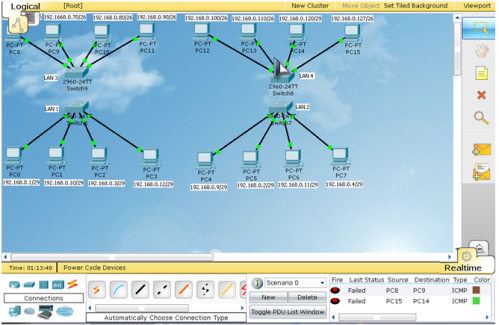 Logical
[Root]
New Cluster
Move Object
Set Tiled Background
Viewport
192.1668.0.70/26
192.168.0.80/26
192.168.0.90/26
192.168.0.100/26
192.168.0.110/26
192.168.0.120/29
192.168.0.127/26
PC-PT
PC8
PC-PT
PC9
PC-PT
PC10
PC-PT
PC11
PC-PT
PC12
PC-PT
PC13
PC-PT
PC14
PC-PT
PC15
LAN 3
2960-24TT
Switch9
LAN 4
2960-24TT
Switch8
LAN 1
LAN 2
Switch7
PC-PT
PC0
PC-PT
PC1
PC-PT
PC2
PC-PT
PC3
PC-PT
PC4
PC-PT
PC5
PC-PT
PC6
PC-PT
PC7
192.168.0.1/29
192.168.0.10/29
192.168.0.3/29
192.168.0.12/29
192.168.0.9/29
192.168.0.2/29
192.168.0.11/29
192.168.0.4/29
Time: 01:13:40
Power Cycle Devices
Realtime
Connections
Automatically Choose Connection Type
Scenario 0
New
Delete
Toggle PDU List Window
Fire
Last Status
Source
Destination
Type
Color
Failed
PC8
PC9
ICMP
Failed
PC15
PC14
ICMP